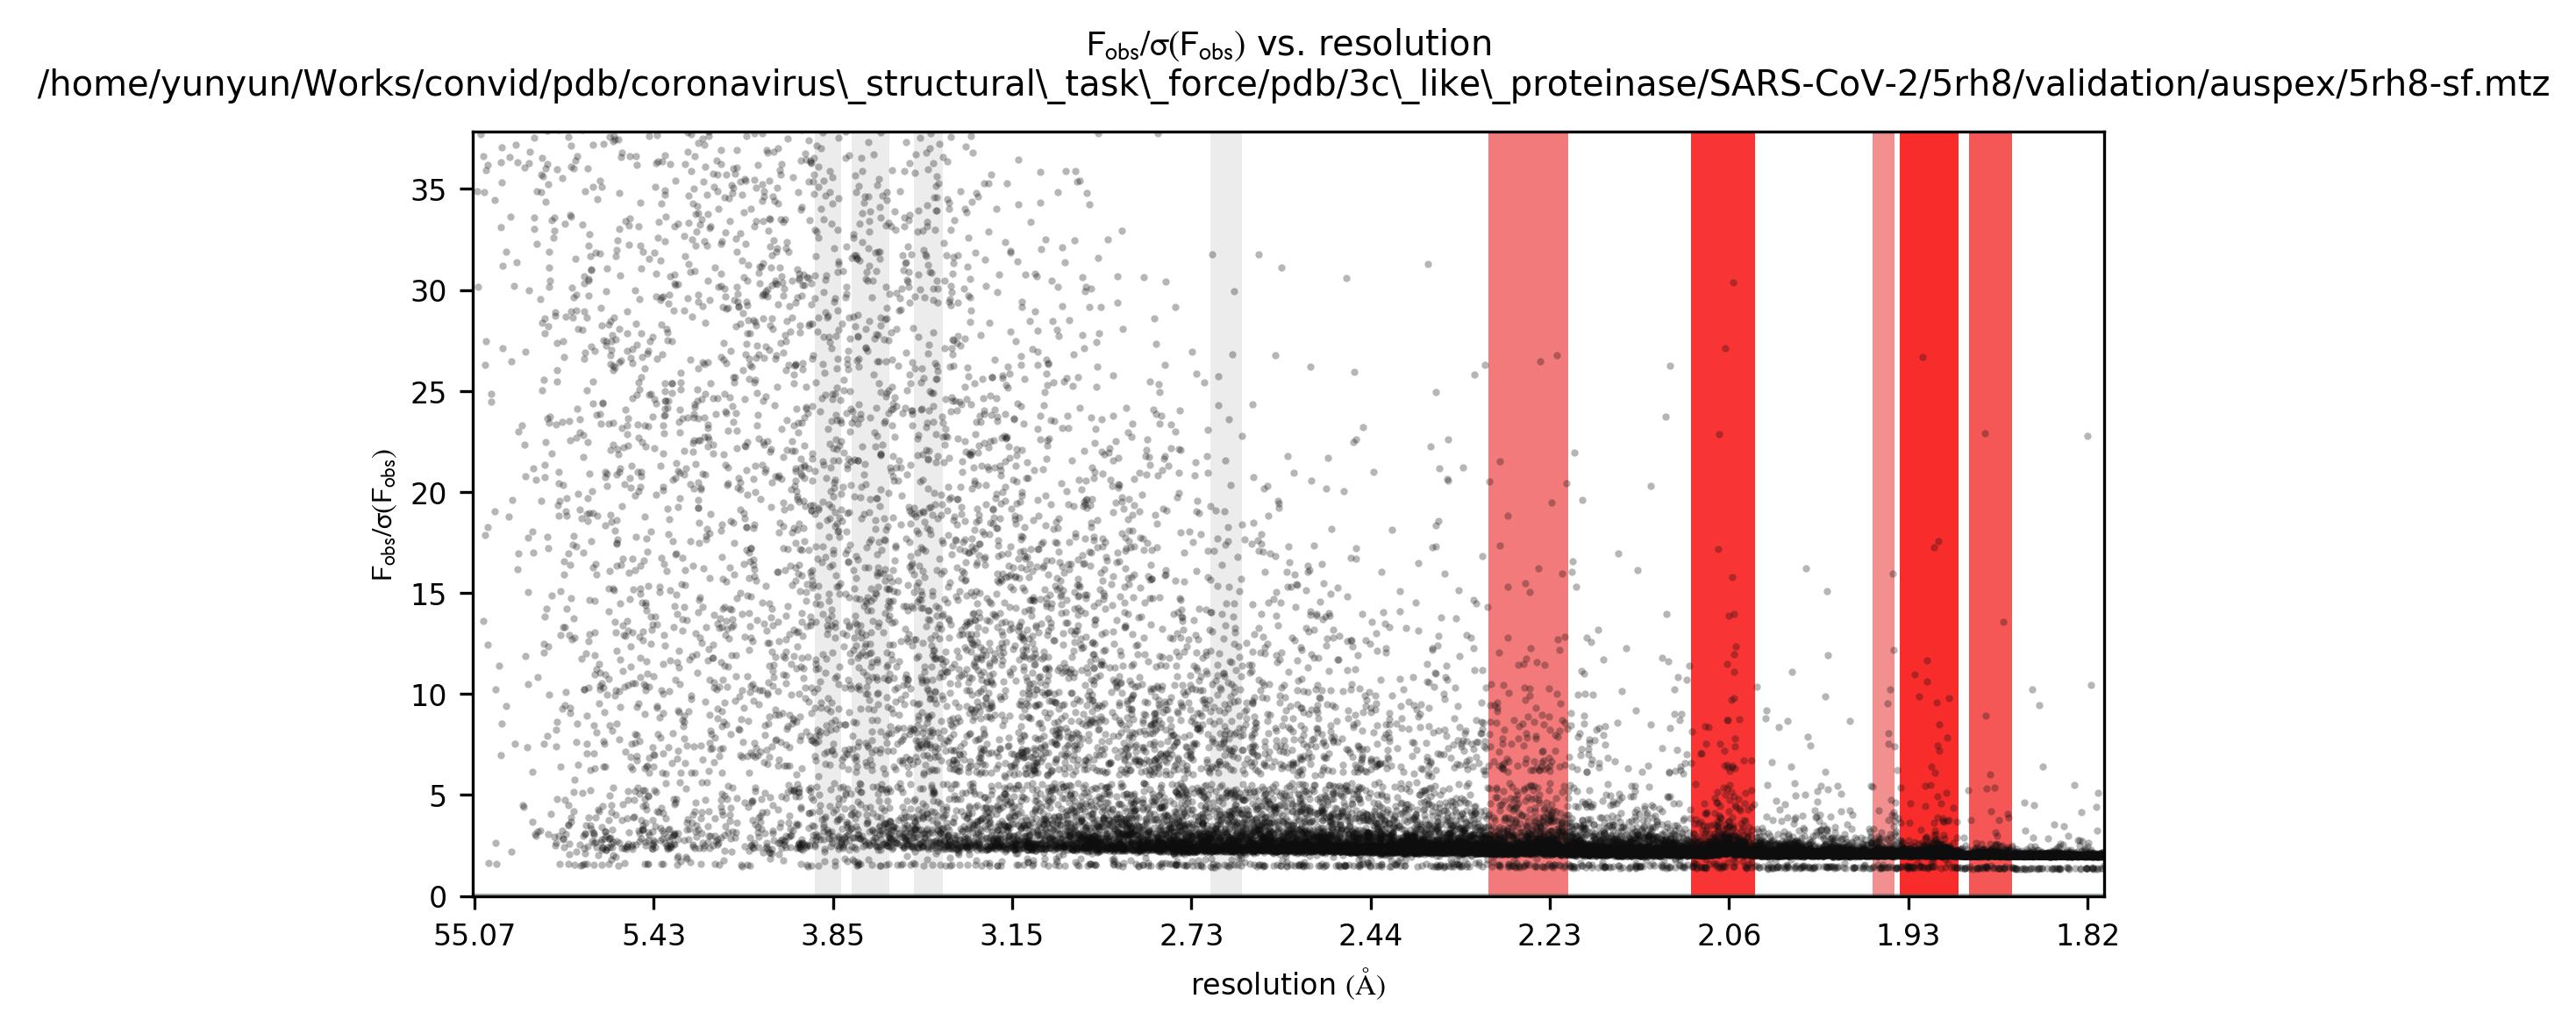 Fobs/σ(Fobs) vs. resolution
/home/yunyun/Works/convid/pdb/coronavirus\_structural\_task\_force/pdb/3c\_like\_proteinase/SARS-CoV-2/5rh8/validation/auspex/5rh8-sf.mtz
Fobs/σ(Fobs)
35
30
25
20
15
10
5
0
55.07 5.43 3.85 3.15 2.73 2.44 2.23 2.06 1.93 1.82
resolution (Å)